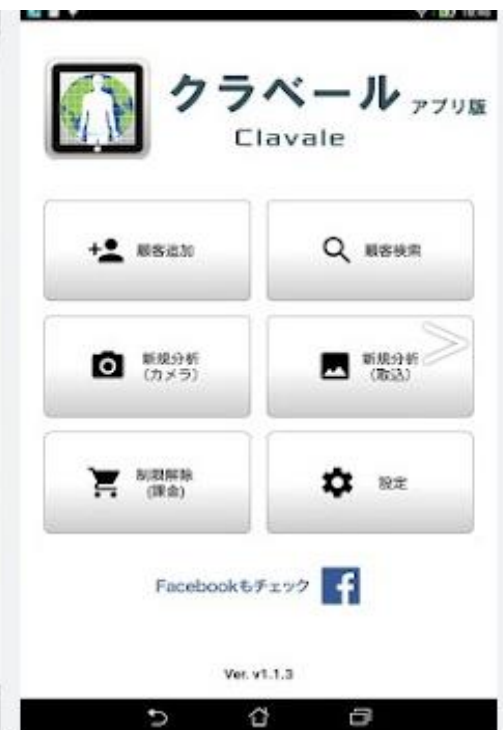 クラベール アプリ版
Clavale
顧客追加
顧客検索
新規分析
(カメラ)
新規分析
(取込)
制限解除
(課金)
設定
Facebookもチェック
Ver. v1.1.3